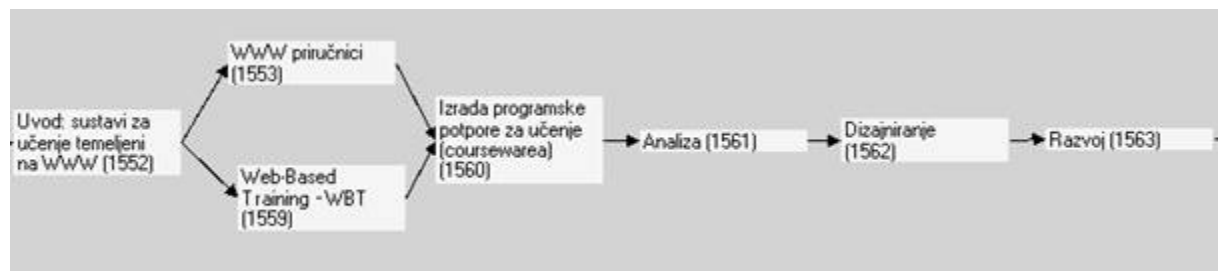 Uvod: sustavi za
učenje temeljeni
na WWW (1552)
WWW priručnici
(1553)
Web-Based
Training - WBT
(1559)
Izrada programske
potpore za učenje
(coursewarea)
(1560)
Analiza (1561)
Dizajniranje
(1562)
Razvoj (1563)